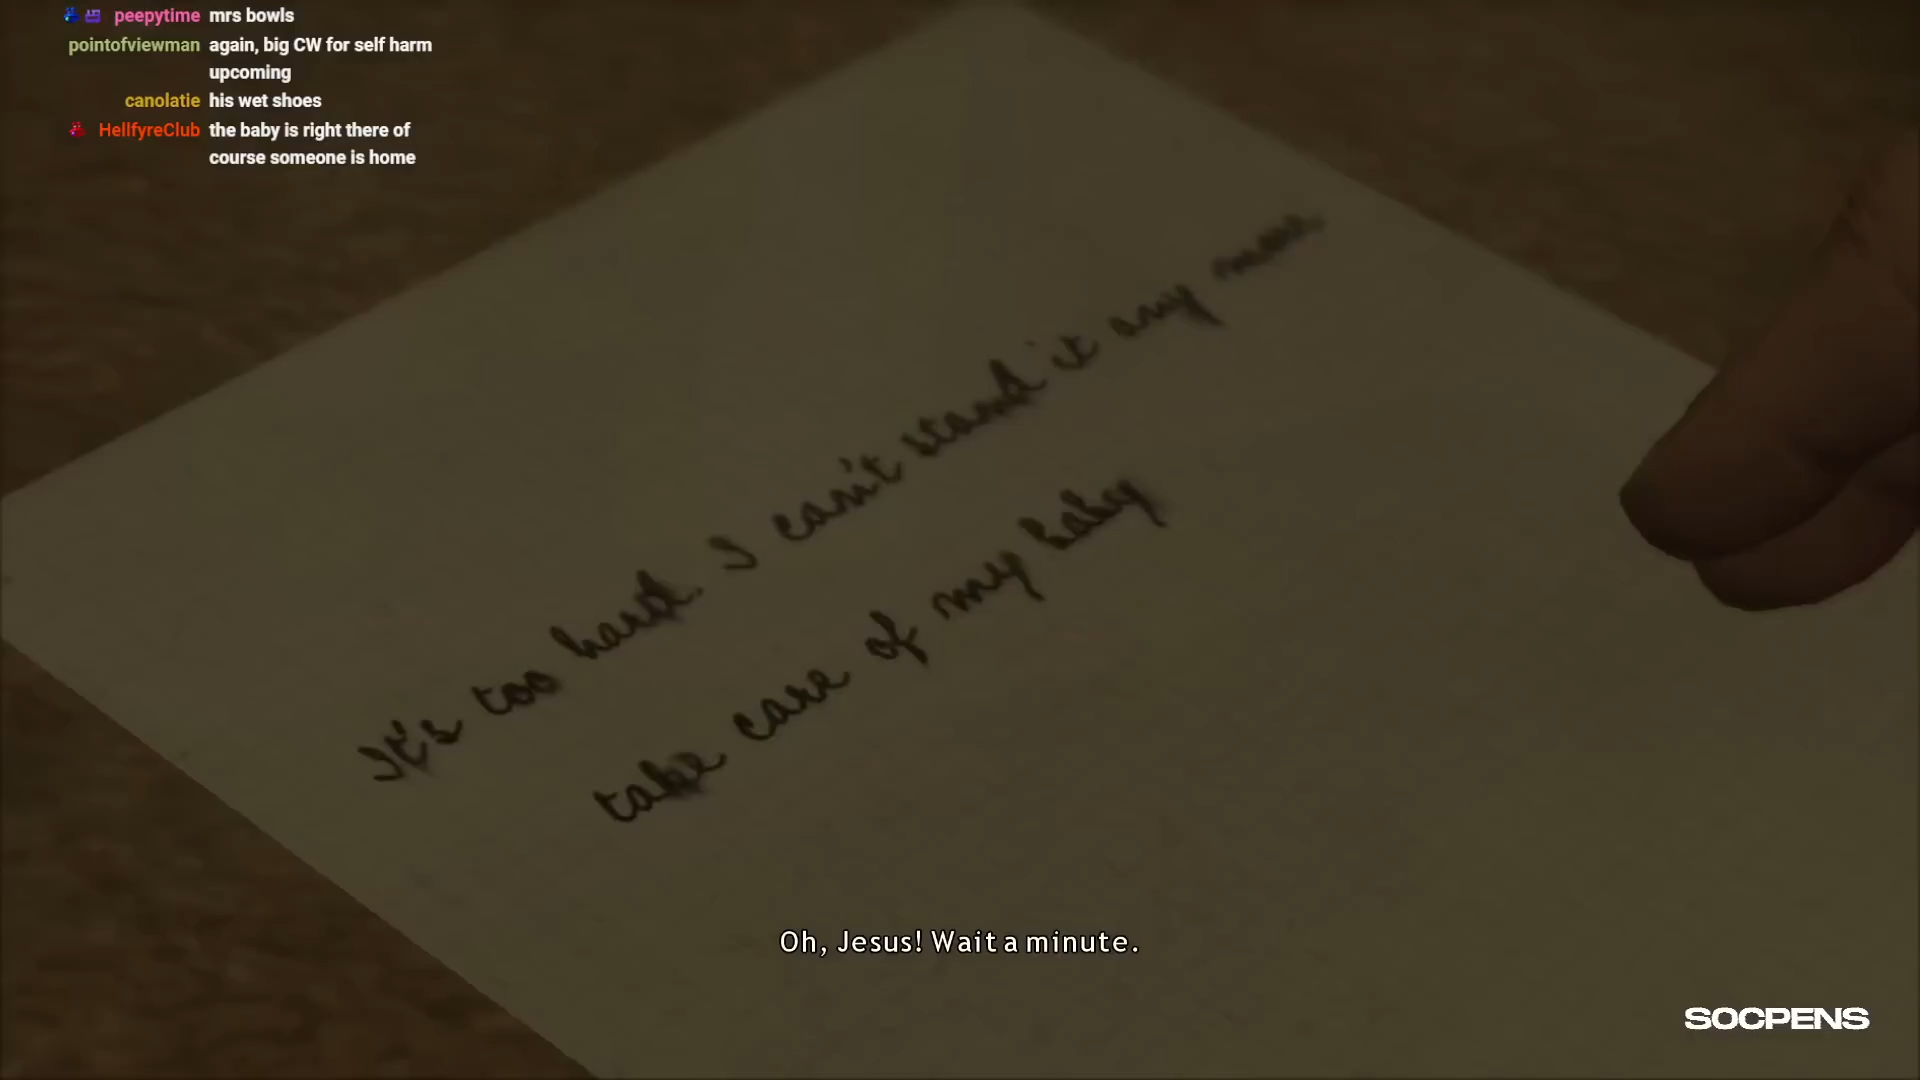 peepytime mrs bowls
pointofviewman again, big CW for self harm
upcoming
canolatie his wet shoes
HellfyreClub the baby is right there of
course someone is home
It's too hard. I can't stand it any more.
take care of my baby
Oh, Jesus! Wait a minute.
SOCPENS